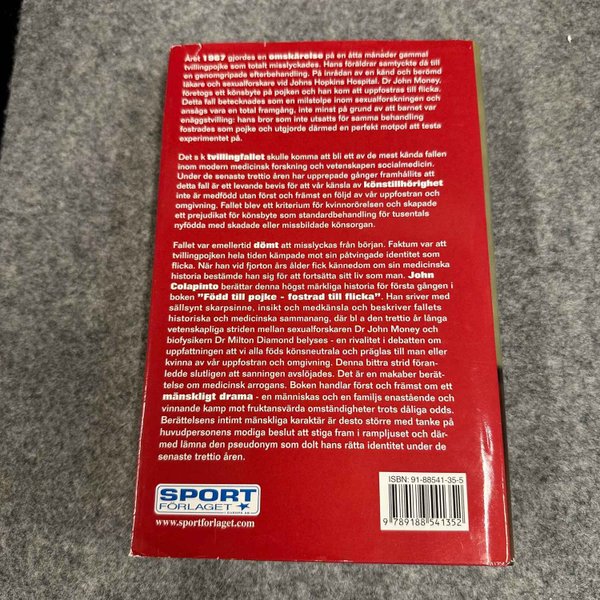 Året 1967 gjordes en omskärelse på en åtta månader gammal
tvillingpojke som totalt misslyckades. Hans föräldrar samtyckte då till
en genomgripade efterbehandling. På inrådan av en känd och berömd
läkare och sexualforskare vid Johns Hopkins Hospital. Dr John Money,
företogs ett könsbyte på pojken och han kom att uppfostras till flicka.
Detta fall betecknades som en milstolpe inom sexualforskningen och
ansågs vara en total framgång. inte minst på grund av att barnet var
enäggstvilling: hans bror som inte utsatts för samma behandling
fostrades som pojke och utgjorde därmed en perfekt motpol att testa
experimentet på.
Det s k tvillingfallet skulle komma att bli ett av de mest kända fallen
inom modern medicinsk forskning och vetenskapen socialmedicin.
Under de senaste trettio åren har upprepade gånger framhållits att
detta fall är ett levande bevis för att vår känsla av könstillhörighet
inte är medfödd utan först och främst en följd av vår uppfostran och
omgivning. Fallet blev ett kriterium för kvinnorörelsen och skapade
ett prejudikat för könsbyte som standardbehandling för tusentals
nyfödda med skadade eller missbildade könsorgan.
Fallet var emellertid dömt att misslyckas från början. Faktum var att
tvillingpojken hela tiden kämpade mot sin påtvingade identitet som
flicka. När han vid fjorton års ålder fick kännedom om sin medicinska
historia bestämde han sig för att fortsätta sitt liv som man. John
Colapinto berättar denna högst märkliga historia för första gången i
boken "Född till pojke - fostrad till flicka". Han sriver med
sällsynt skarpsinne, insikt och medkänsla och beskriver fallets
historiska och medicinska sammanang, där bl a den trettio år långa
vetenskapliga striden mellan sexualforskaren Dr John Money och
biofysikern Dr Milton Diamond belyses - en rivalitet i debatten om
uppfattningen att vi alla föds könsneutrala och präglas till man eller
kvinna av vår uppfostran och omgivning. Denna bittra strid föran-
ledde slutligen att sanningen avslöjades. Det är en makaber berät-
telse om medicinsk arrogans. Boken handlar först och främst om ett
mänskligt drama - en människas och en familjs enastående och
vinnande kamp mot fruktansvärda omständigheter trots dåliga odds.
Berättelsens intimt mänskliga karaktär är desto större med tanke på
huvudpersonens modiga beslut att stiga fram i rampljuset och där-
med lämna den pseudonym som dolt hans rätta identitet under de
senaste trettio åren.
SPORT
FÖRLAGET
EUROPA AB
www.sportforlaget.com
ISBN: 91-88541-35-5
9 789188 541352